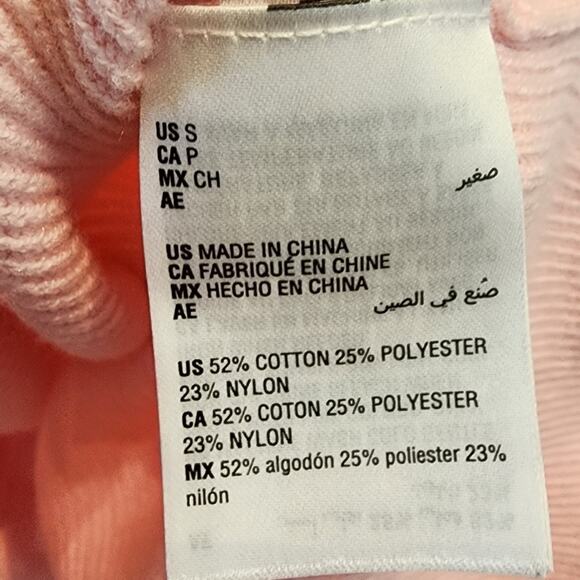 US S
CA P
MX CH
AE صغير
US MADE IN CHINA
CA FABRIQUÉ EN CHINE
MX HECHO EN CHINA
AE صُنع في الصين
US 52% COTTON 25% POLYESTER
23% NYLON
CA 52% COTON 25% POLYESTER
23% NYLON
MX 52% algodón 25% poliester 23%
nilón